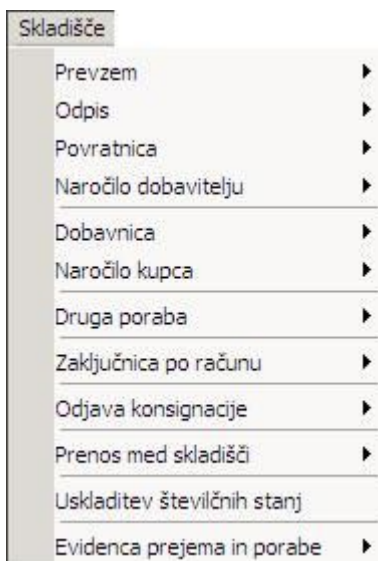 Skladišče
Prevzem
Odpis
Povratnica
Naročilo dobavitelju
Dobavnica
Naročilo kupca
Druga poraba
Zaključnica po računu
Odjava konsignacije
Prenos med skladišči
Uskladitev številčnih stanj
Evidenca prejema in porabe